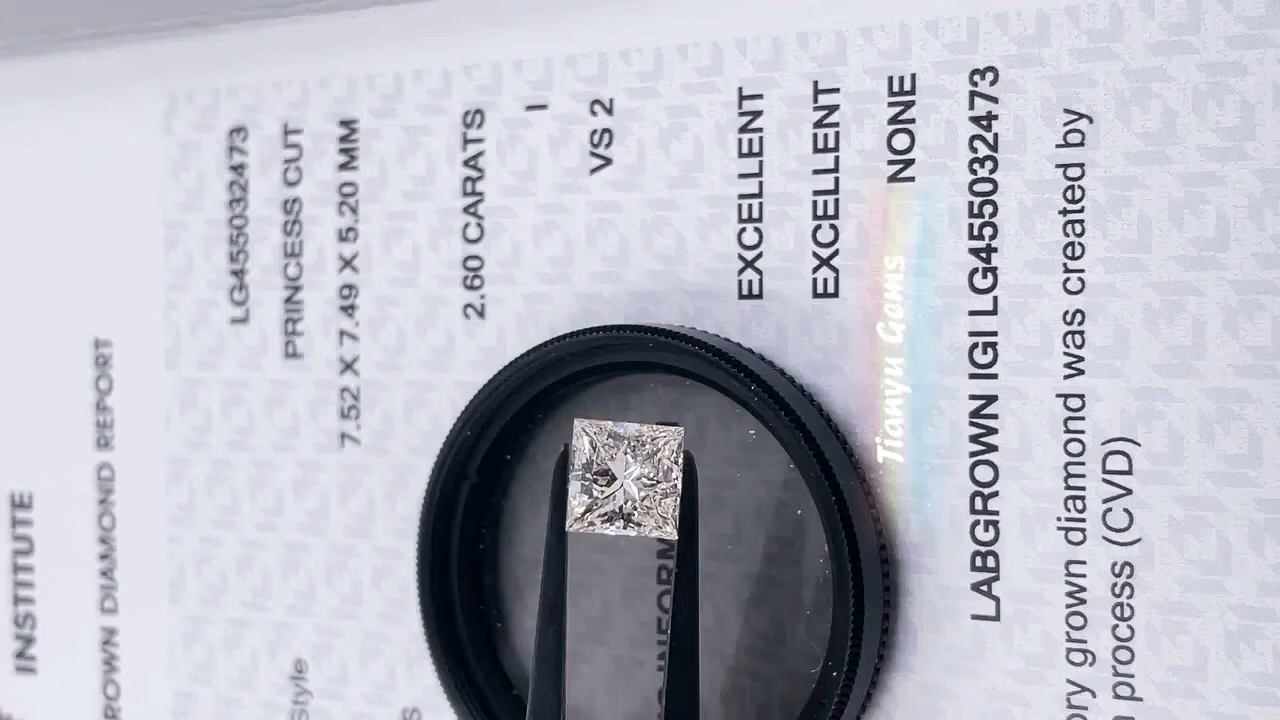 INSTITUTE
ROWN DIAMOND REPORT
LG455032473
Style PRINCESS CUT
7.52 X 7.49 X 5.20 MM
2.60 CARATS
I
VS 2
EXCELLENT
EXCELLENT
NONE
Tianyu Gems
LABGROWN IGI LG455032473
ory grown diamond was created by
process (CVD)